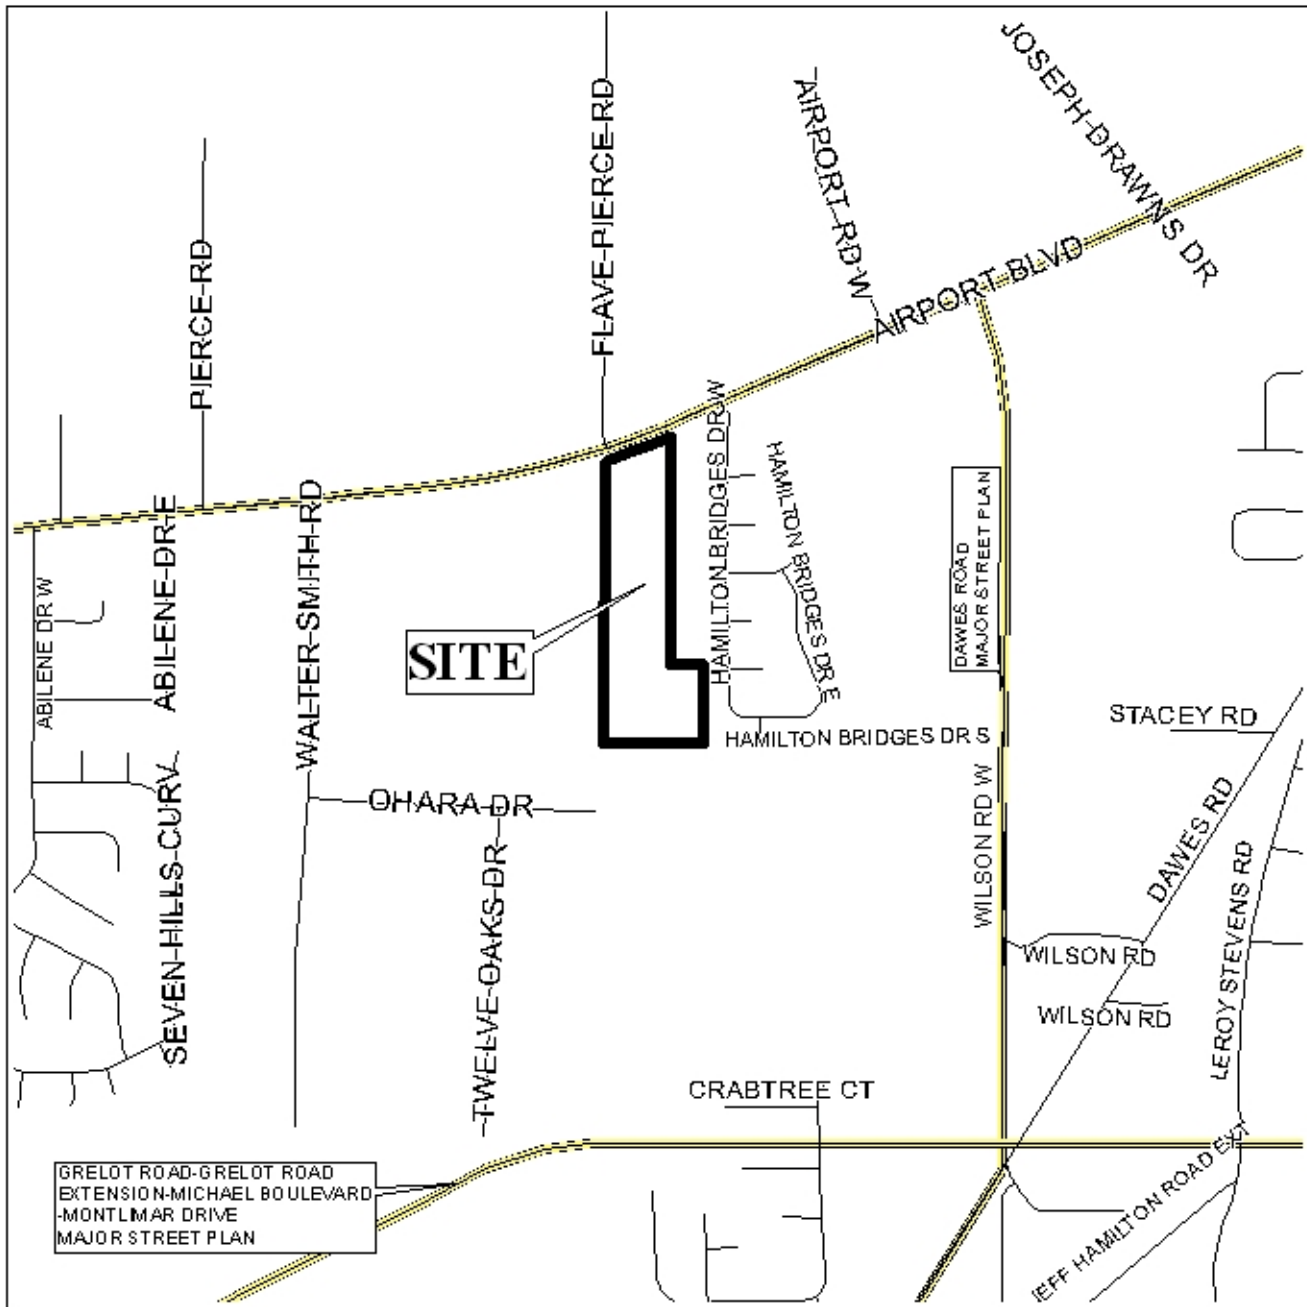 JOSEPH DRAWNS DR
AIRPORT RD W
FLAVE PIERCE RD
PIERCE RD
AIRPORT BLVD
HAMILTON BRIDGES DR W
HAMILTON BRIDGES DR E
DAWES ROAD
MAJOR STREET PLAN
WALTER SMITH RD
ABILENE DR E
ABILENE DR W
SITE
STACEY RD
HAMILTON BRIDGES DR S
WILSON RD W
OHARA DR
SEVEN HILLS CURV
TWELVE OAKS DR
DAWES RD
LEROY STEVENS RD
WILSON RD
WILSON RD
CRABTREE CT
JEFF HAMILTON ROAD EXT
GRELOT ROAD-GRELOT ROAD
EXTENSION-MICHAEL BOULEVARD
-MONTLIMAR DRIVE
MAJOR STREET PLAN